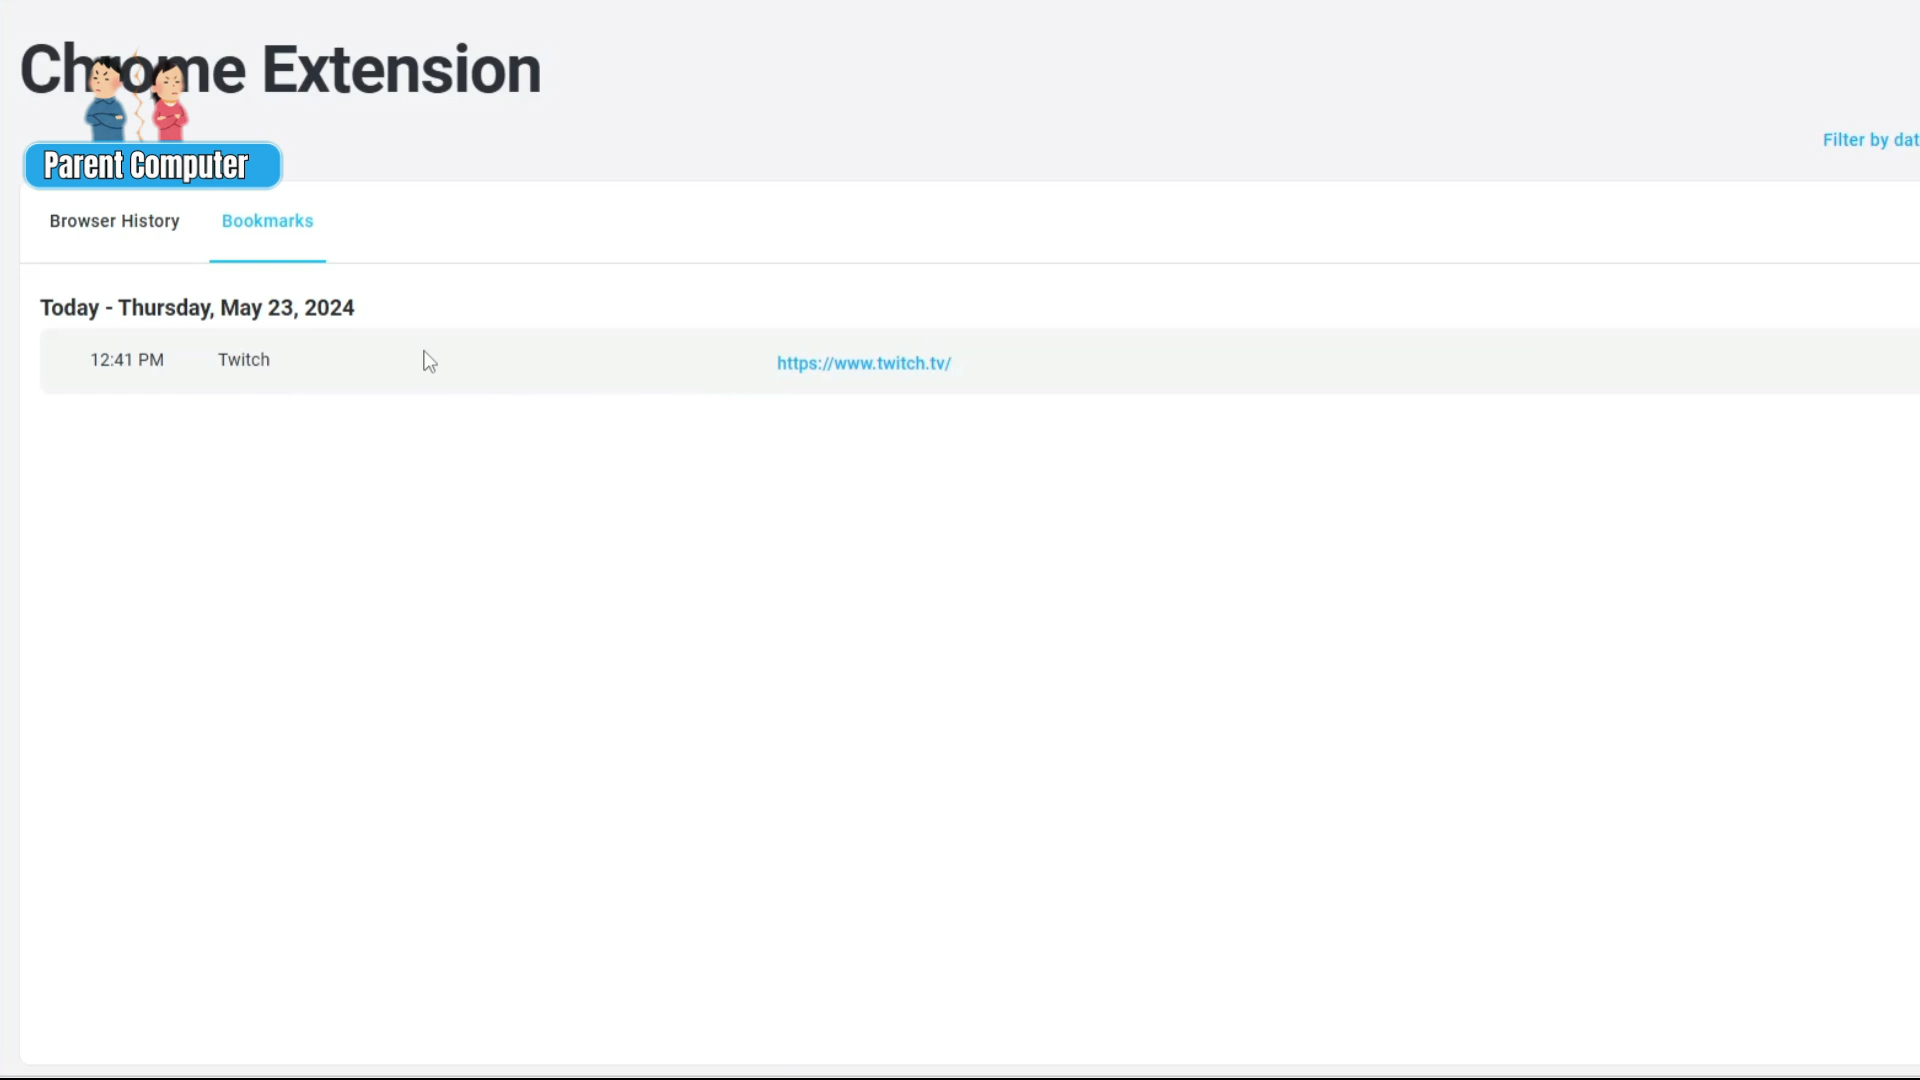 Chrome Extension
Filter by dat
Parent Computer
Browser History
Bookmarks
Today - Thursday, May 23, 2024
12:41 PM Twitch https://www.twitch.tv/